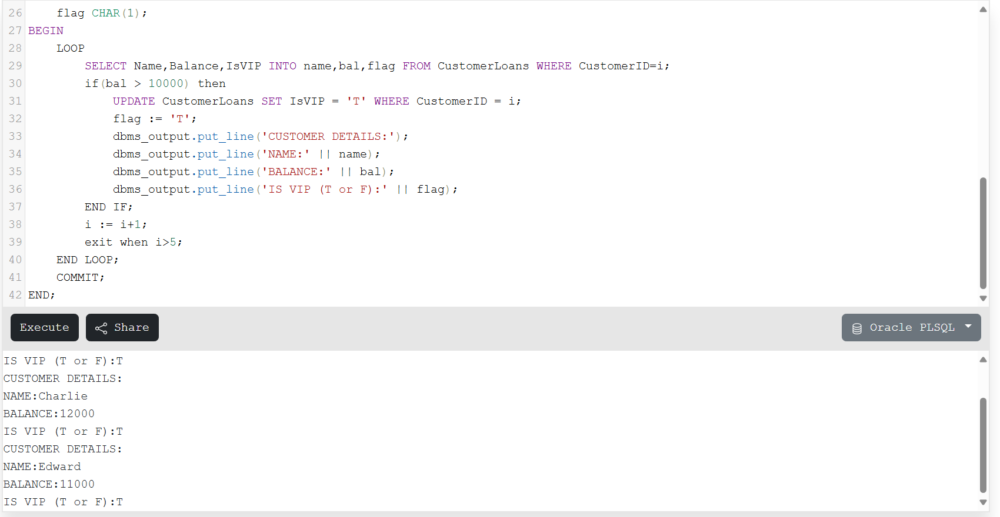 26     flag CHAR(1);
27 BEGIN
28     LOOP
29         SELECT Name,Balance,IsVIP INTO name,bal,flag FROM CustomerLoans WHERE CustomerID=i;
30         if(bal > 10000) then
31             UPDATE CustomerLoans SET IsVIP = 'T' WHERE CustomerID = i;
32             flag := 'T';
33             dbms_output.put_line('CUSTOMER DETAILS:');
34             dbms_output.put_line('NAME:' || name);
35             dbms_output.put_line('BALANCE:' || bal);
36             dbms_output.put_line('IS VIP (T or F):' || flag);
37         END IF;
38         i := i+1;
39         exit when i>5;
40     END LOOP;
41     COMMIT;
42 END;
Execute Share Oracle PLSQL
IS VIP (T or F):T
CUSTOMER DETAILS:
NAME:Charlie
BALANCE:12000
IS VIP (T or F):T
CUSTOMER DETAILS:
NAME:Edward
BALANCE:11000
IS VIP (T or F):T